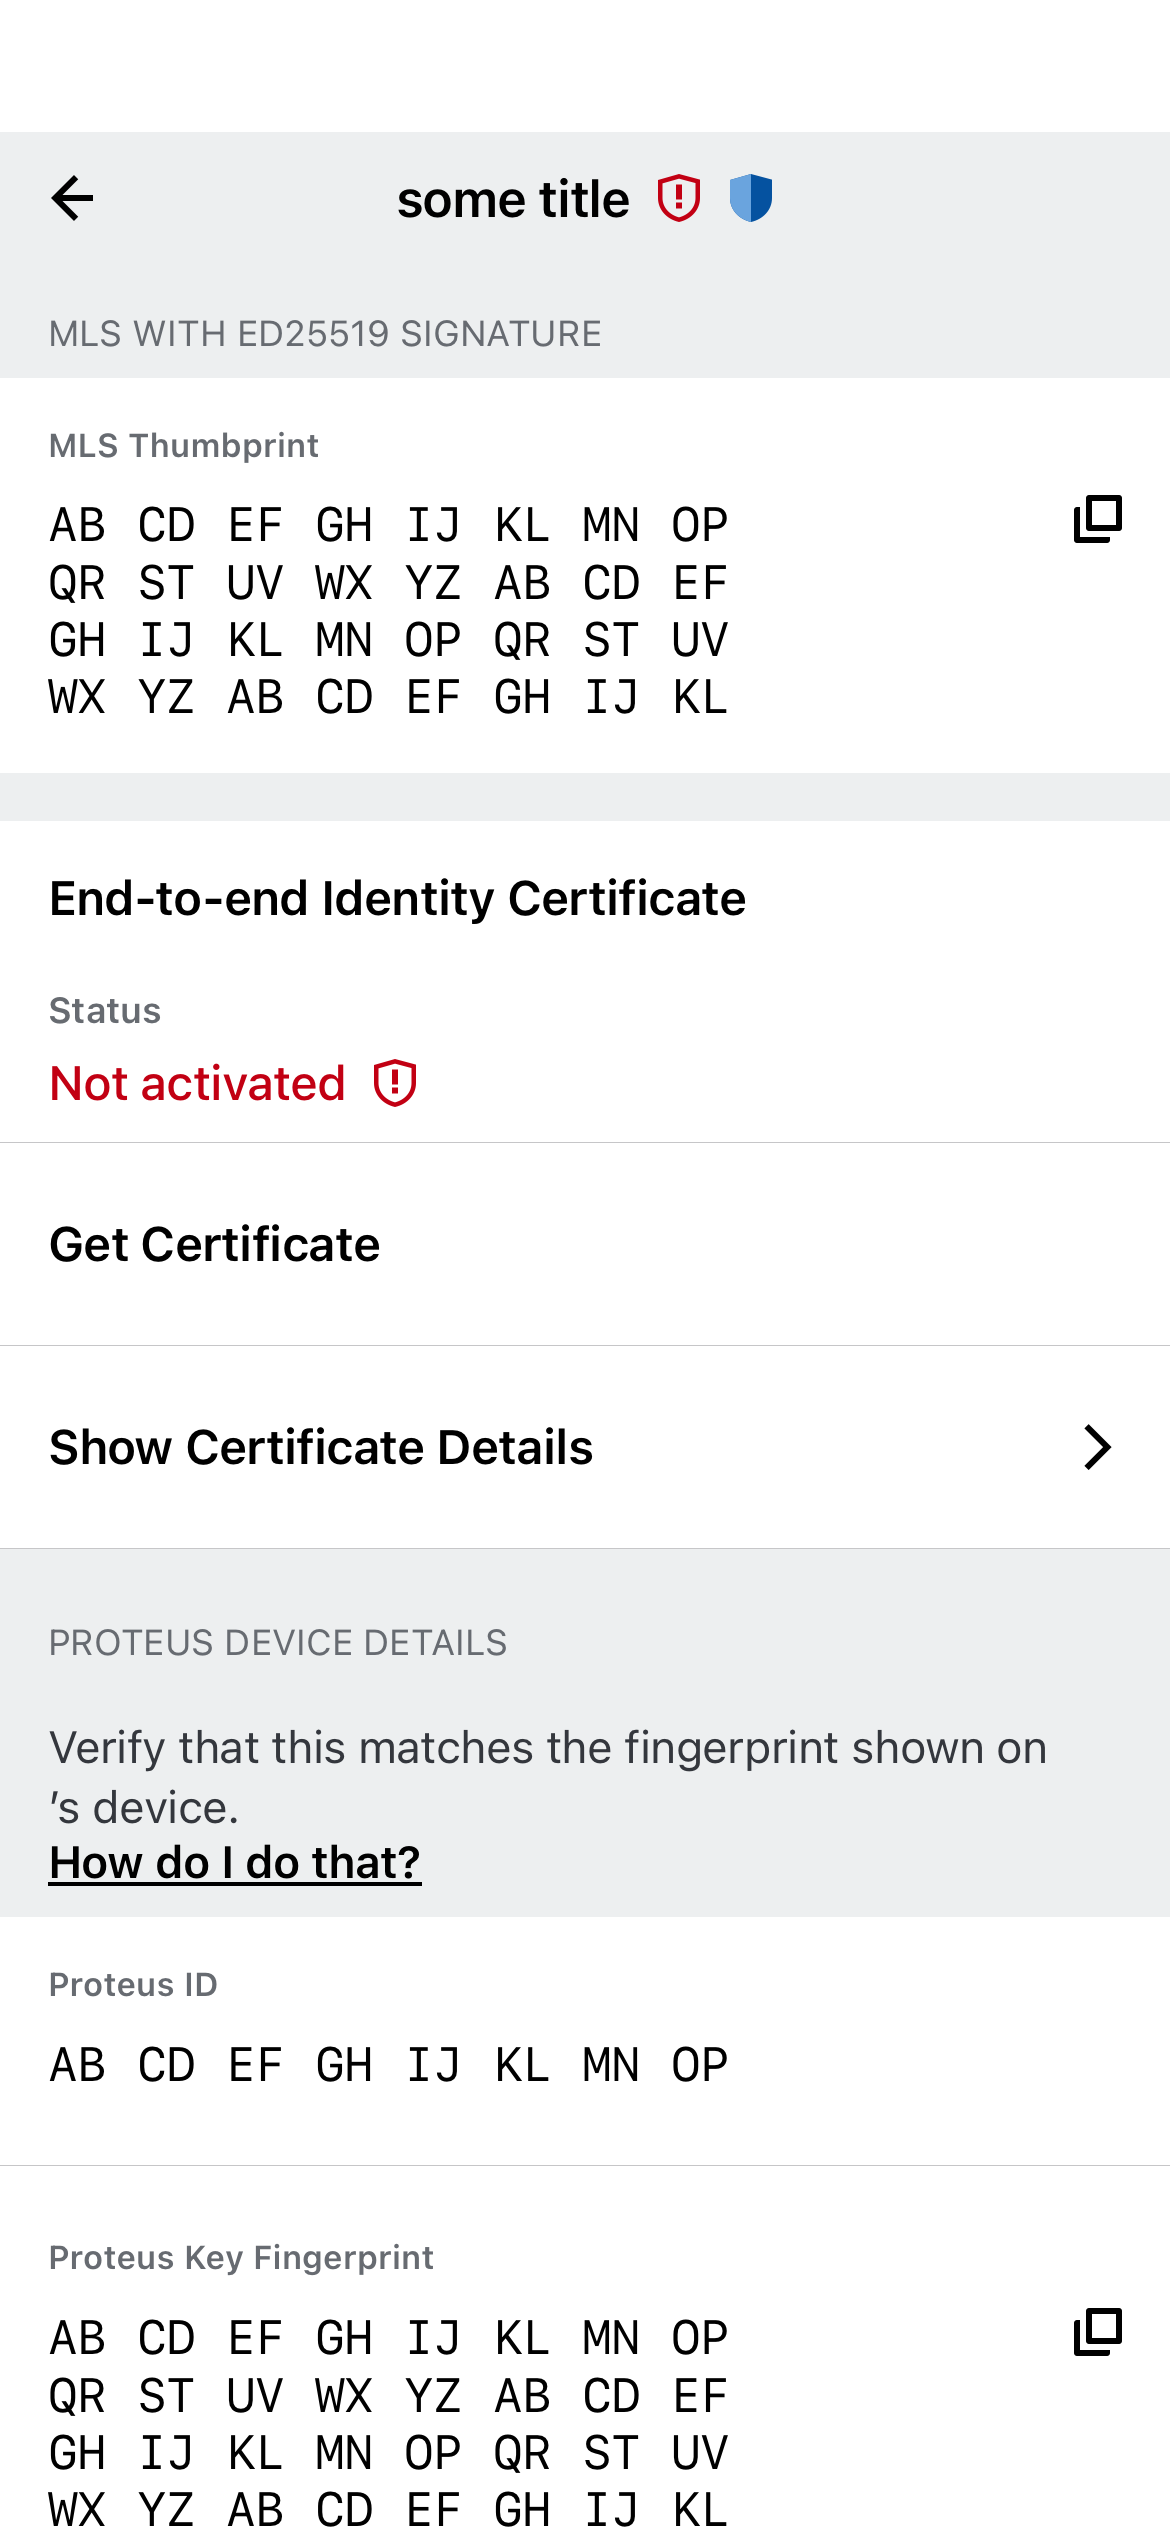 some title
MLS WITH ED25519 SIGNATURE
MLS Thumbprint
AB CD EF GH IJ KL MN OP
QR ST UV WX YZ AB CD EF
GH IJ KL MN OP QR ST UV
WX YZ AB CD EF GH IJ KL
End-to-end Identity Certificate
Status
Not activated
Get Certificate
Show Certificate Details
PROTEUS DEVICE DETAILS
Verify that this matches the fingerprint shown on
’s device.
How do I do that?
Proteus ID
AB CD EF GH IJ KL MN OP
Proteus Key Fingerprint
AB CD EF GH IJ KL MN OP
QR ST UV WX YZ AB CD EF
GH IJ KL MN OP QR ST UV
WX YZ AB CD EF GH IJ KL